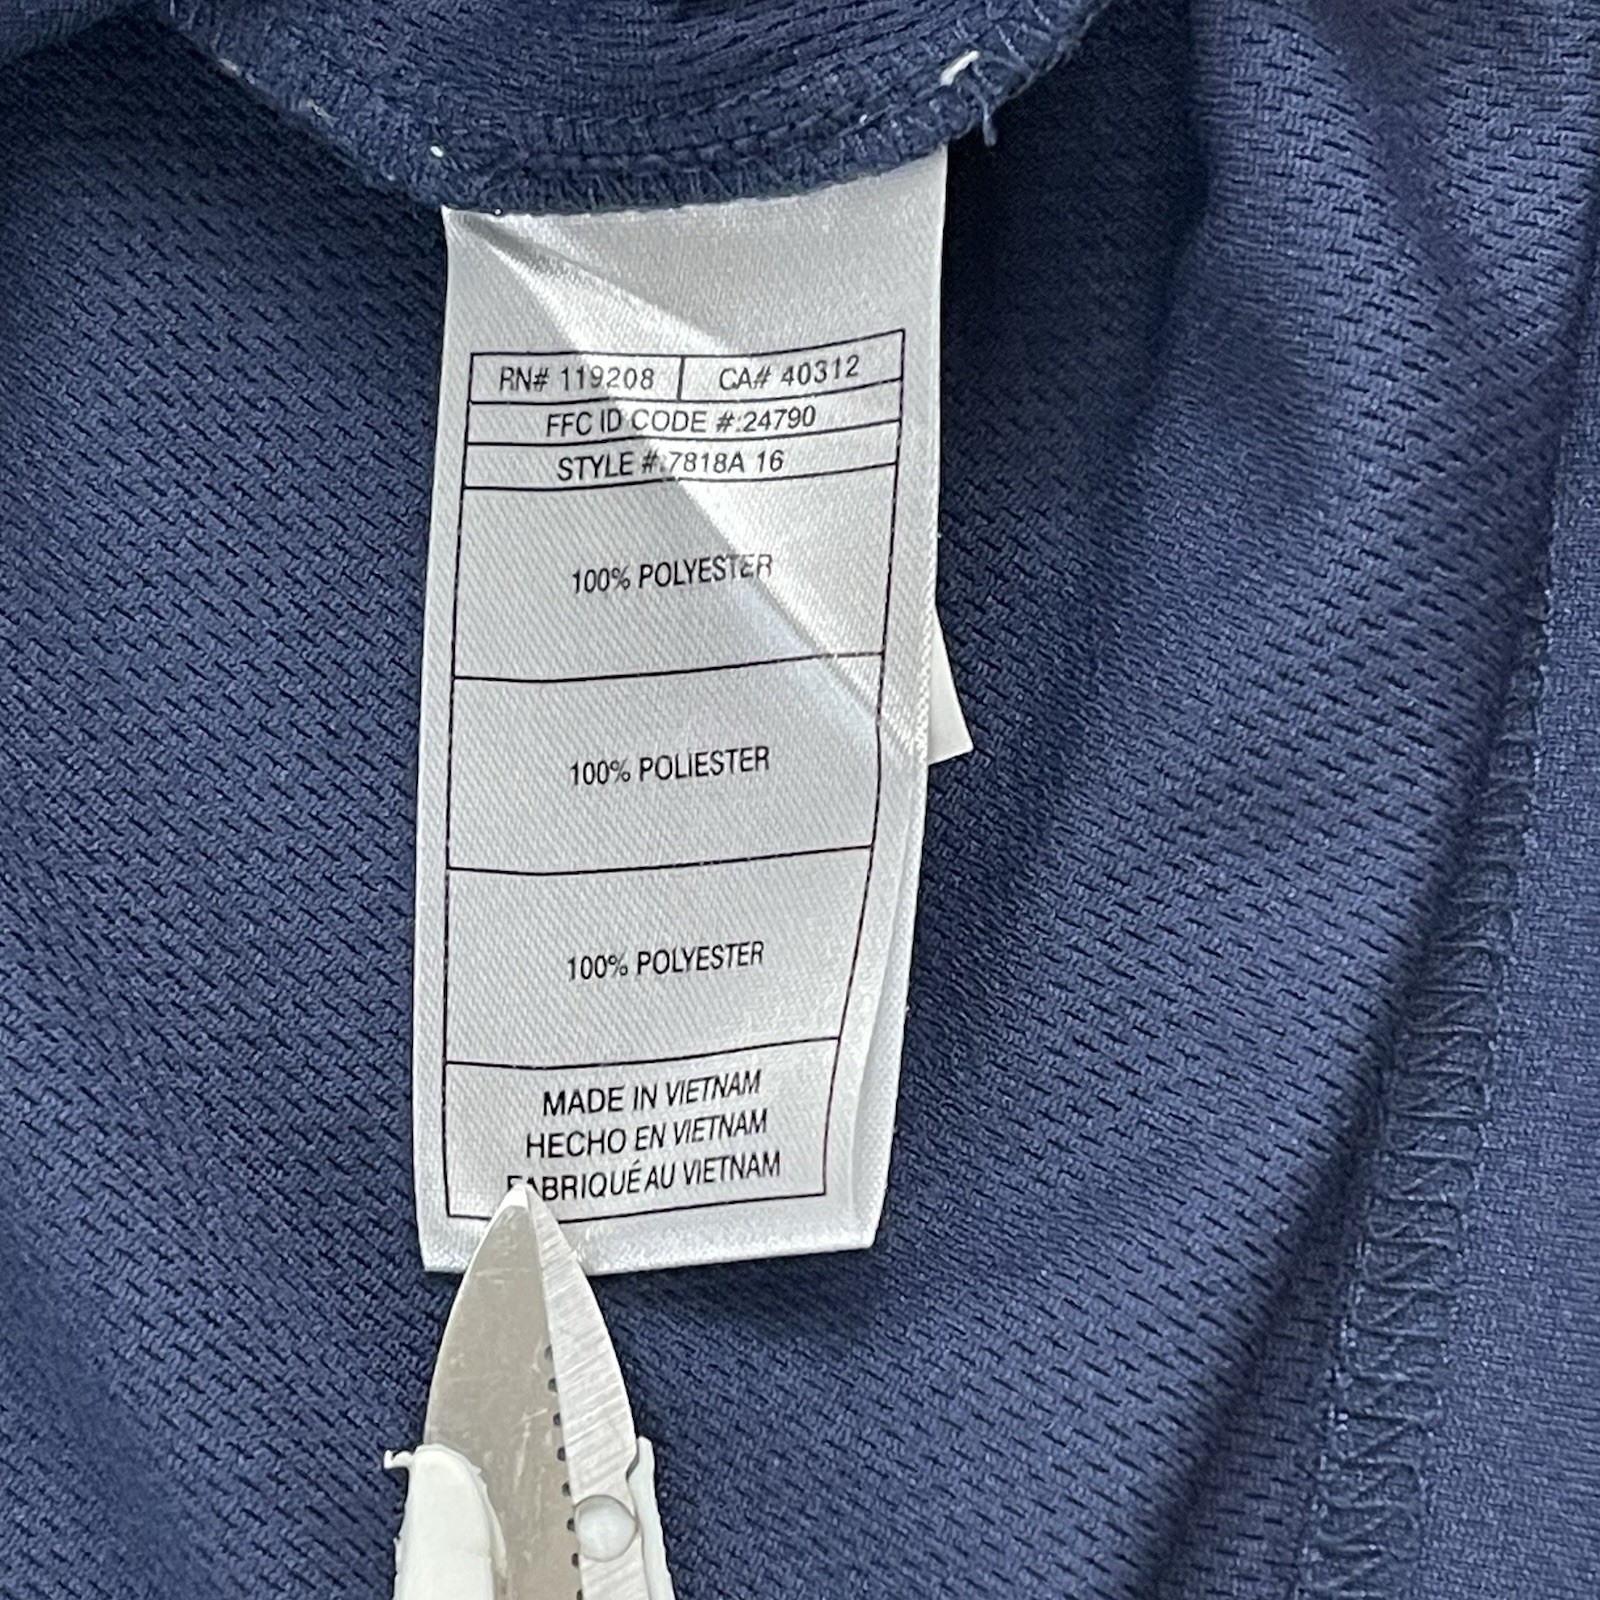 RN# 119208 CA# 40312
FFC ID CODE #:24790
STYLE #:7818A 16
100% POLYESTER
100% POLIESTER
100% POLYESTER
MADE IN VIETNAM
HECHO EN VIETNAM
FABRIQUÉ AU VIETNAM